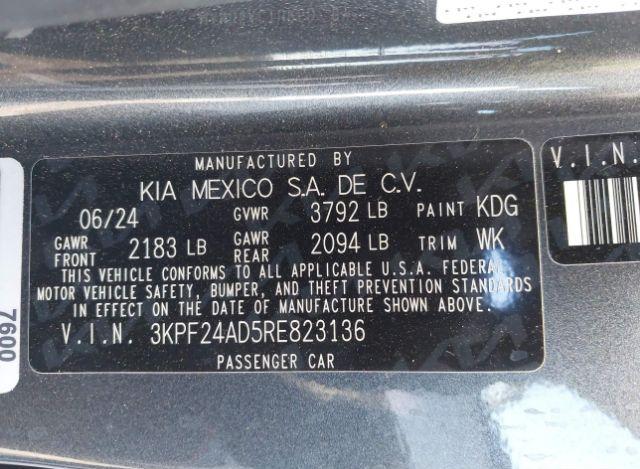 MANUFACTURED BY
KIA MEXICO S.A. DE C.V.
06/24 GVWR 3792 LB PAINT KDG
GAWR FRONT 2183 LB GAWR REAR 2094 LB TRIM WK
THIS VEHICLE CONFORMS TO ALL APPLICABLE U.S.A. FEDERAL
MOTOR VEHICLE SAFETY, BUMPER, AND THEFT PREVENTION STANDARDS
IN EFFECT ON THE DATE OF MANUFACTURE SHOWN ABOVE.
V.I.N. 3KPF24AD5RE823136
PASSENGER CAR
V.I.N.
7600